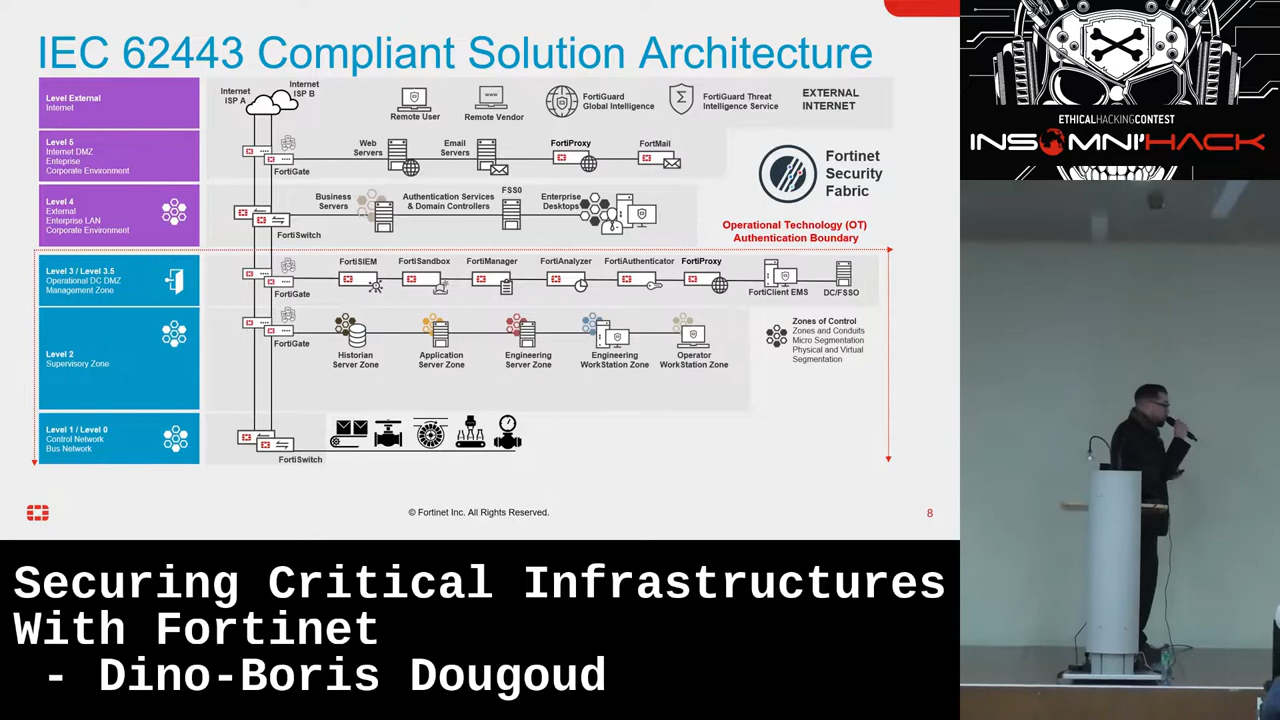 IEC 62443 Compliant Solution Architecture
Level External
Internet
Internet
ISP A
Internet
ISP B
Remote User
www
Remote Vendor
FortiGuard
Global Intelligence
FortiGuard Threat
Intelligence Service
EXTERNAL
INTERNET
Level 5
Internet DMZ
Enteprise
Corporate Environment
FortiGate
Web
Servers
Email
Servers
FortiProxy
FortiMail
Fortinet
Security
Fabric
Level 4
External
Enterprise LAN
Corporate Environment
FortiSwitch
Business
Servers
Authentication Services
& Domain Controllers
FSS0
Enterprise
Desktops
Operational Technology (OT)
Authentication Boundary
Level 3 / Level 3.5
Operational DC DMZ
Management Zone
FortiGate
FortiSIEM
FortiSandbox
FortiManager
FortiAnalyzer
FortiAuthenticator
FortiProxy
FortiClient EMS
DC/FSSO
Level 2
Supervisory Zone
FortiGate
Historian
Server Zone
Application
Server Zone
Engineering
Server Zone
Engineering
WorkStation Zone
Operator
WorkStation Zone
Zones of Control
Zones and Conduits
Micro Segmentation
Physical and Virtual
Segmentation
Level 1 / Level 0
Control Network
Bus Network
FortiSwitch
© Fortinet Inc. All Rights Reserved.
8
ETHICALHACKINGCONTEST
INSOMNI'HACK
Securing Critical Infrastructures
With Fortinet
- Dino-Boris Dougoud